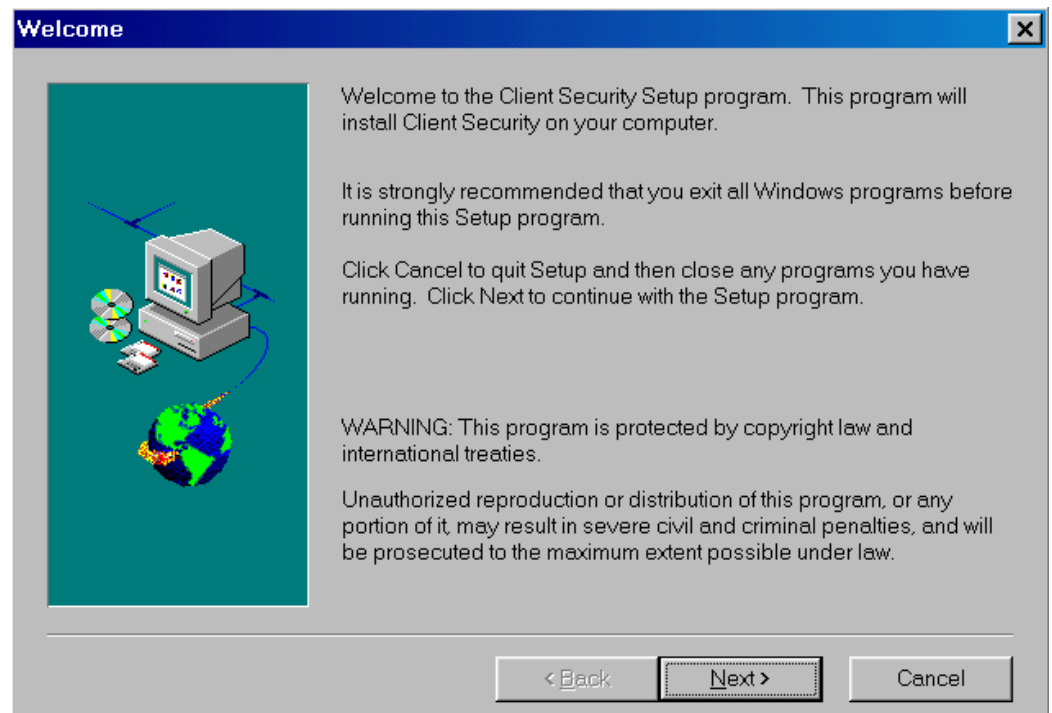 Welcome
Welcome to the Client Security Setup program.  This program will
install Client Security on your computer.
It is strongly recommended that you exit all Windows programs before
running this Setup program.
Click Cancel to quit Setup and then close any programs you have
running.  Click Next to continue with the Setup program.
WARNING: This program is protected by copyright law and
international treaties.
Unauthorized reproduction or distribution of this program, or any
portion of it, may result in severe civil and criminal penalties, and will
be prosecuted to the maximum extent possible under law.
< Back
Next >
Cancel